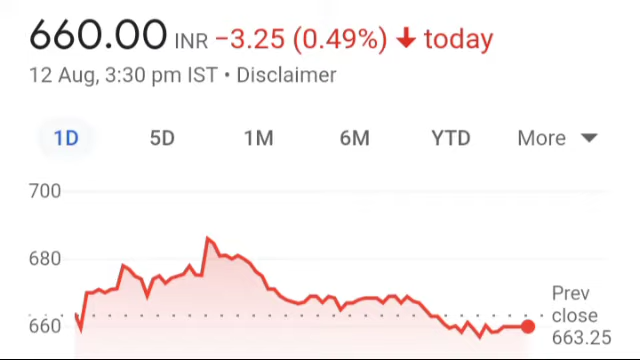 660.00 INR −3.25 (0.49%) ↓ today
12 Aug, 3:30 pm IST • Disclaimer
1D 5D 1M 6M YTD More ▼
700
680
660
Prev
close
663.25